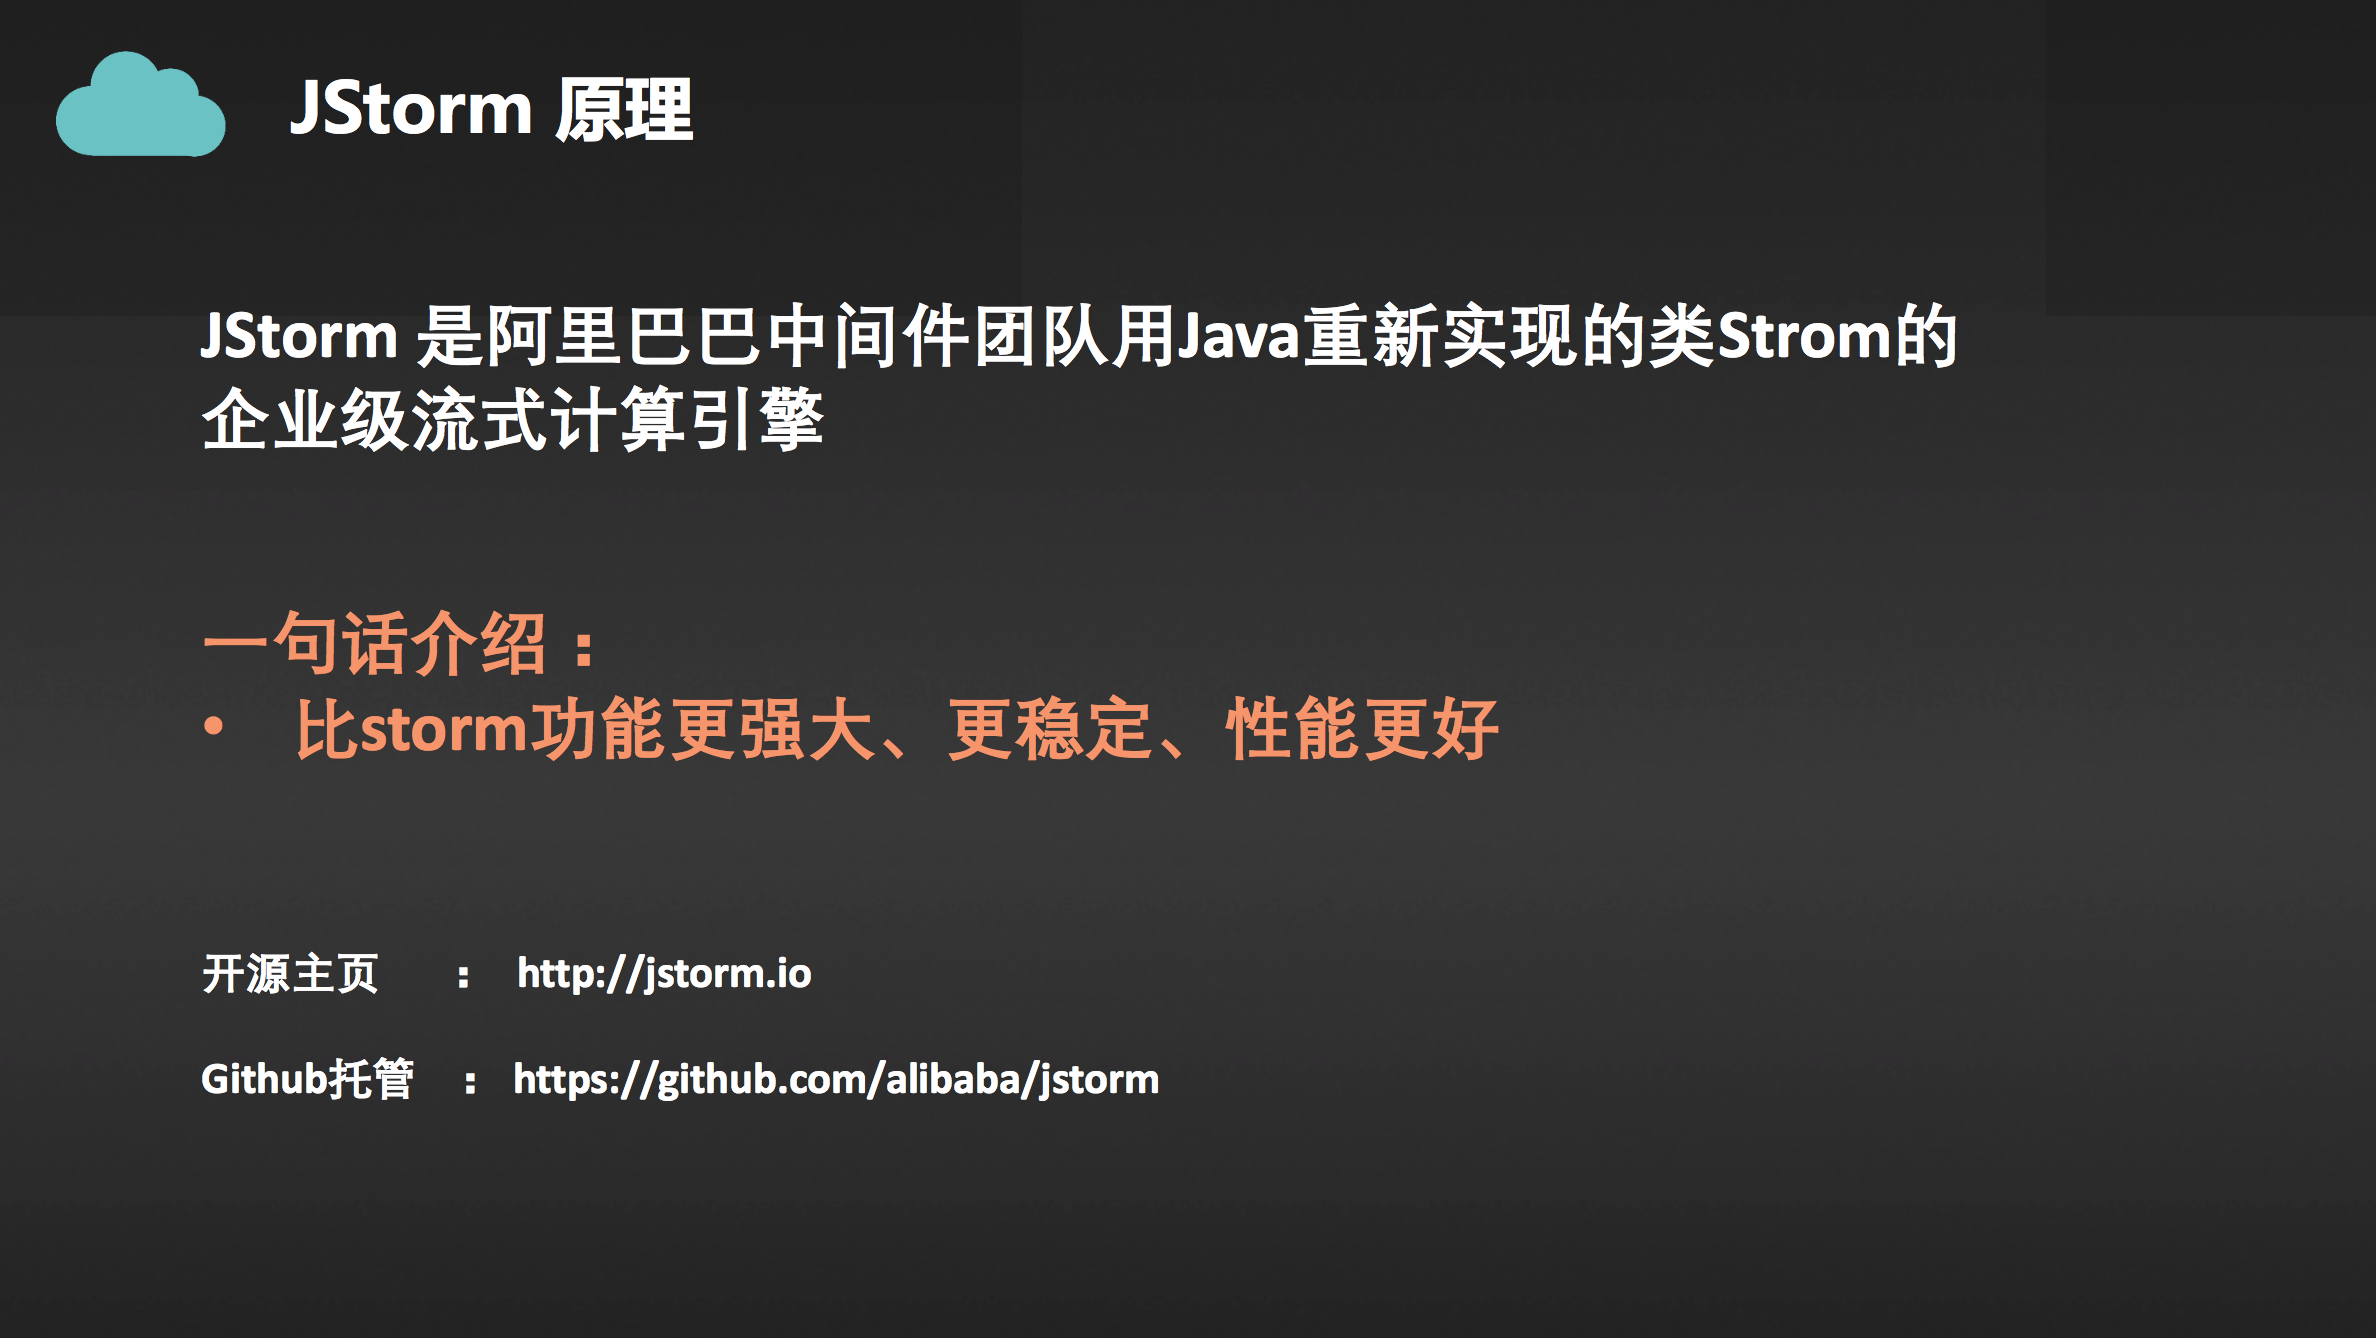 JStorm 原理
JStorm 是阿里巴巴中间件团队用Java重新实现的类Strom的
企业级流式计算引擎
一句话介绍：
• 比storm功能更强大、更稳定、性能更好
开源主页 ： http://jstorm.io
Github托管 ： https://github.com/alibaba/jstorm